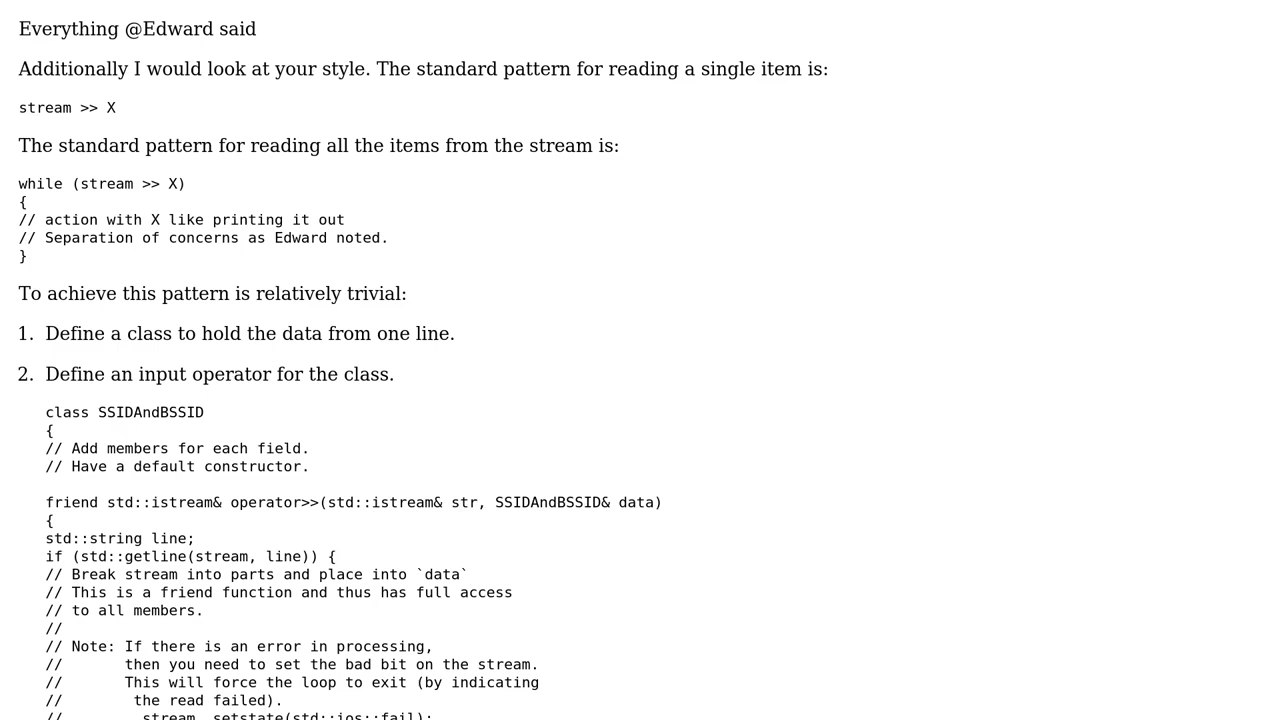 Everything @Edward said
Additionally I would look at your style. The standard pattern for reading a single item is:
stream >> X
The standard pattern for reading all the items from the stream is:
while (stream >> X)
{
// action with X like printing it out
// Separation of concerns as Edward noted.
}
To achieve this pattern is relatively trivial:
1. Define a class to hold the data from one line.
2. Define an input operator for the class.
class SSIDAndBSSID
{
// Add members for each field.
// Have a default constructor.
friend std::istream& operator>>(std::istream& str, SSIDAndBSSID& data)
{
std::string line;
if (std::getline(stream, line)) {
// Break stream into parts and place into `data`
// This is a friend function and thus has full access
// to all members.
//
// Note: If there is an error in processing,
//       then you need to set the bad bit on the stream.
//       This will force the loop to exit (by indicating
//        the read failed).
//         stream. setstate(std::ios::fail);